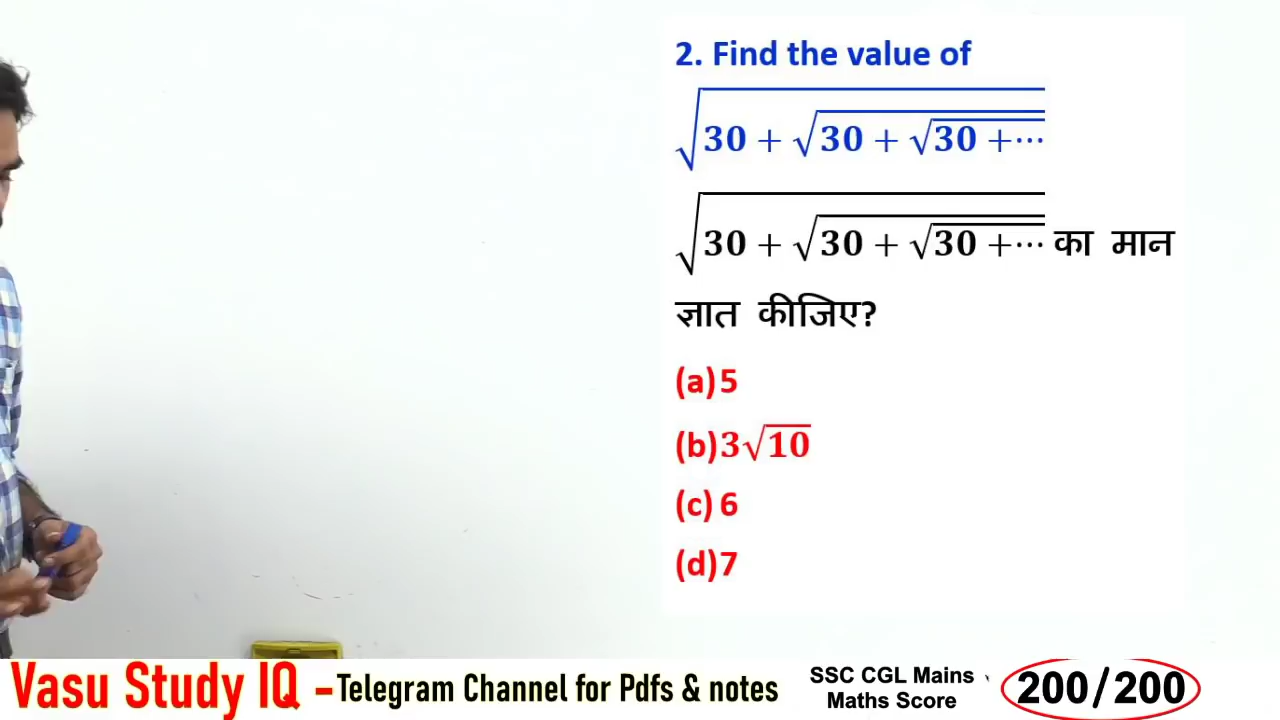 2. Find the value of
√30 + √30 + √30 +⋯
√30 + √30 + √30 +⋯ का मान
ज्ञात कीजिए?
(a) 5
(b) 3√10
(c) 6
(d) 7
Vasu Study IQ – Telegram Channel for Pdfs & notes
SSC CGL Mains
Maths Score
200/200